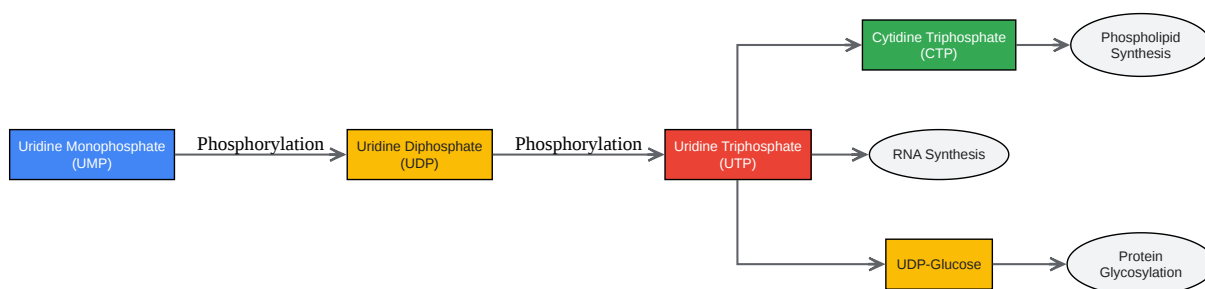 Cytidine Triphosphate
(CTP)
Phospholipid
Synthesis
Uridine Monophosphate
(UMP)
Phosphorylation
Uridine Diphosphate
(UDP)
Phosphorylation
Uridine Triphosphate
(UTP)
RNA Synthesis
UDP-Glucose
Protein
Glycosylation